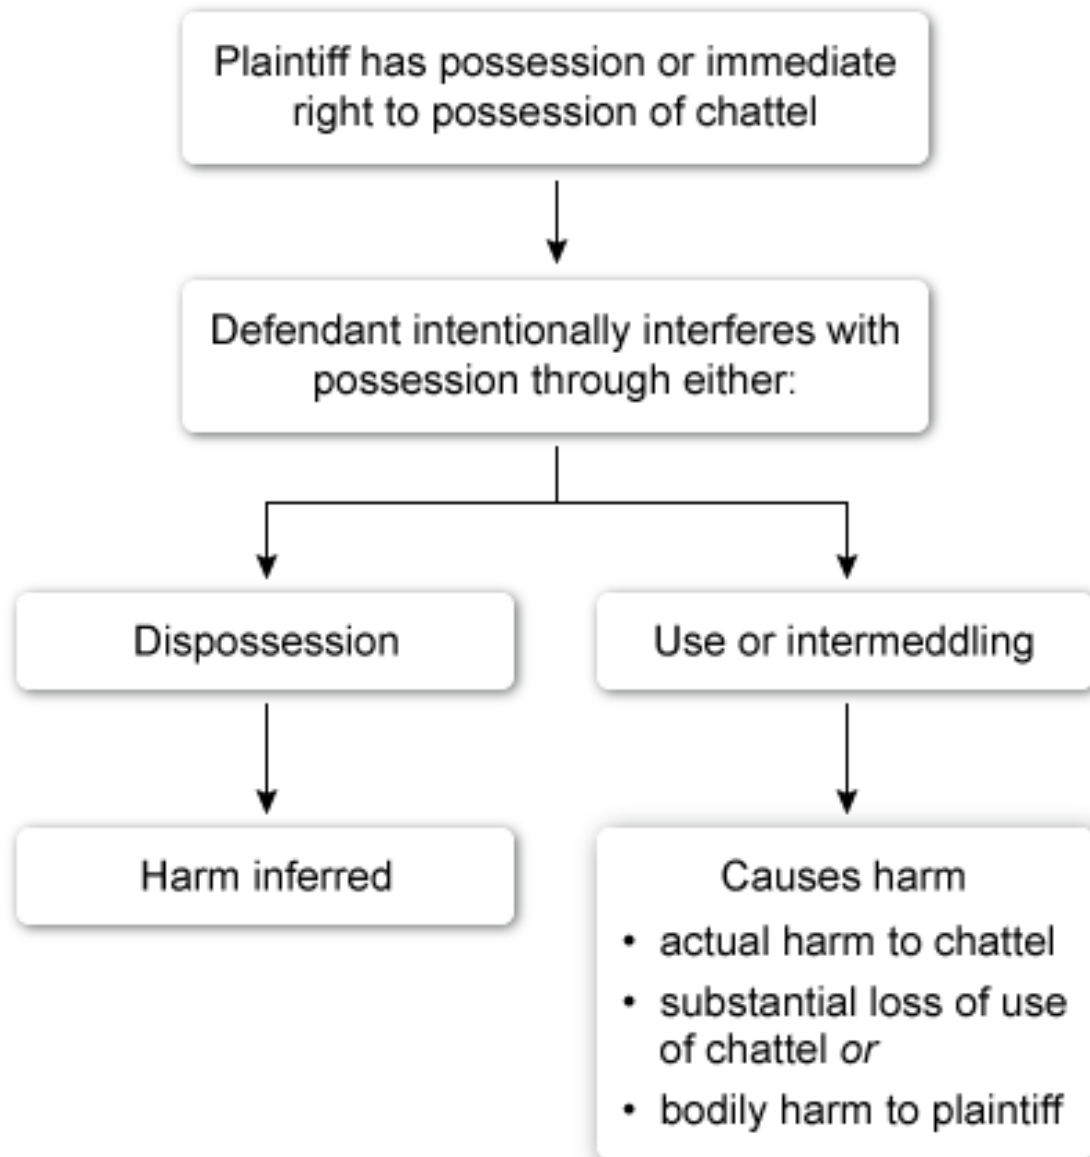 Plaintiff has possession or immediate
right to possession of chattel
Defendant intentionally interferes with
possession through either:
Dispossession
Use or intermeddling
Harm inferred
Causes harm
• actual harm to chattel
• substantial loss of use
of chattel or
• bodily harm to plaintiff